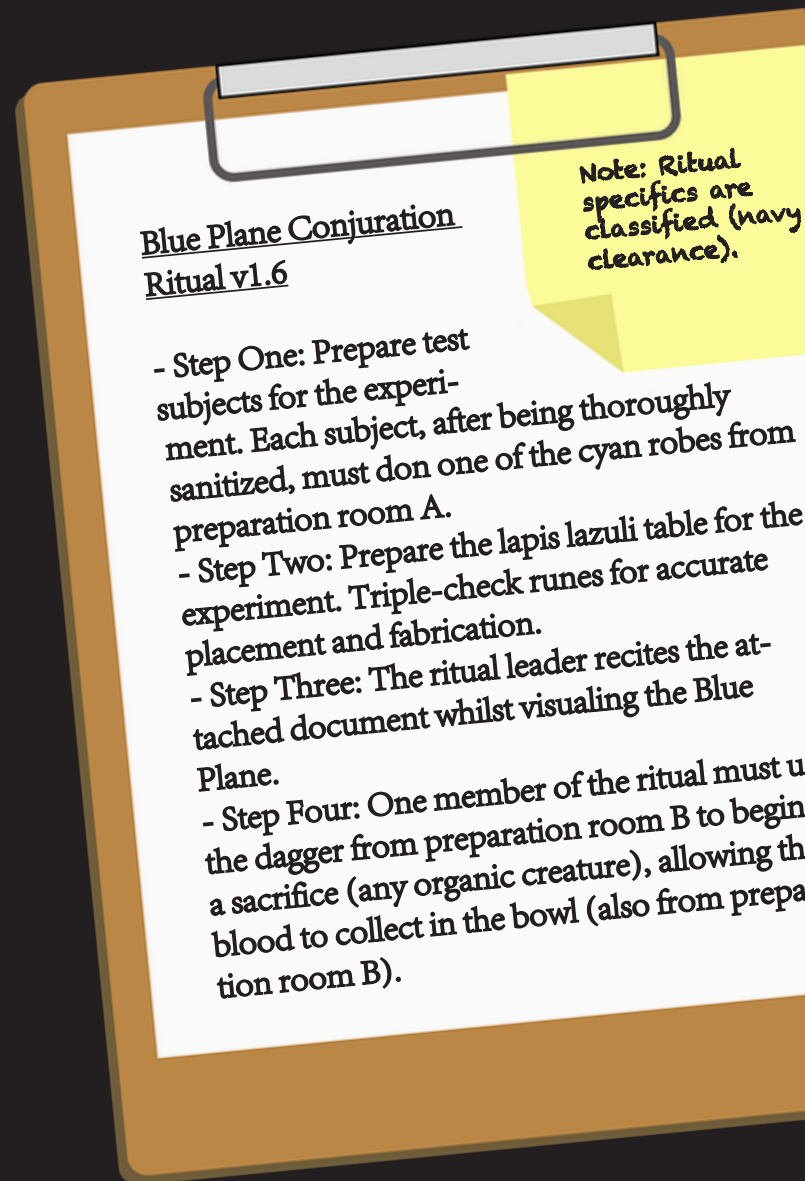 Blue Plane Conjuration
Ritual v1.6
Note: Ritual
specifics are
classified (navy
clearance).
- Step One: Prepare test
subjects for the experi-
ment. Each subject, after being thoroughly
sanitized, must don one of the cyan robes from
preparation room A.
- Step Two: Prepare the lapis lazuli table for the
experiment. Triple-check runes for accurate
placement and fabrication.
- Step Three: The ritual leader recites the at-
tached document whilst visualing the Blue
Plane.
- Step Four: One member of the ritual must
the dagger from preparation room B to begin
a sacrifice (any organic creature), allowing
blood to collect in the bowl (also from
tion room B).